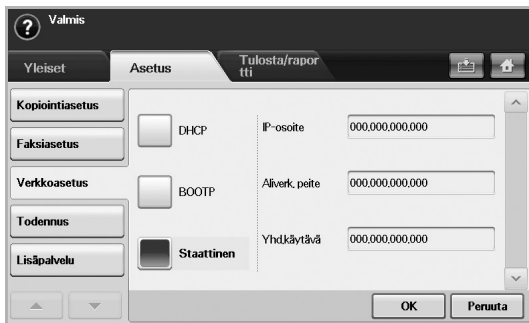 Valmis
Yleiset
Asetus
Tulosta/rapor
tti
Kopiointiasetus
Faksiasetus
Verkkoasetus
Todennus
Lisäpalvelu
DHCP
BOOTP
Staattinen
IP-osoite
000,000,000,000
Aliverk. peite
000,000,000,000
Yhd.käytävä
000,000,000,000
OK
Peruuta